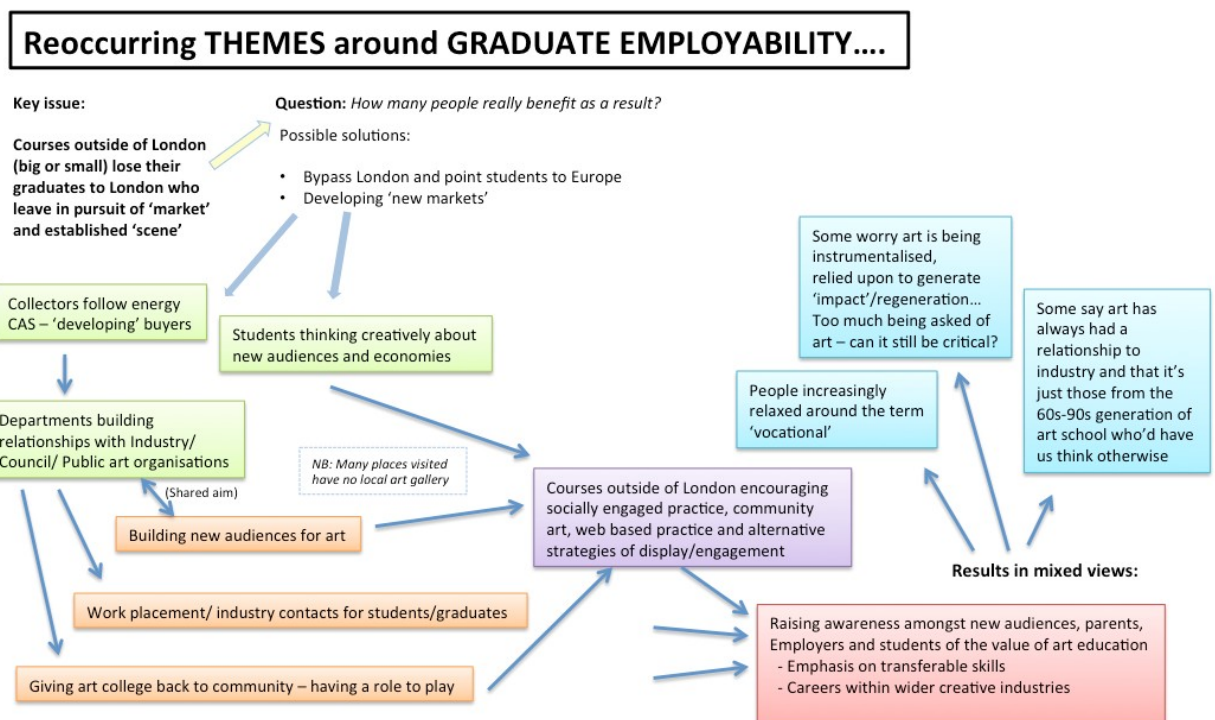 Reoccurring THEMES around GRADUATE EMPLOYABILITY….
Key issue:
Courses outside of London
(big or small) lose their
graduates to London who
leave in pursuit of ‘market’
and established ‘scene’
Question: How many people really benefit as a result?
Possible solutions:
• Bypass London and point students to Europe
• Developing ‘new markets’
Collectors follow energy
CAS – ‘developing’ buyers
Students thinking creatively about
new audiences and economies
Departments building
relationships with Industry/
Council/ Public art organisations
(Shared aim)
NB: Many places visited
have no local art gallery
Building new audiences for art
Work placement/ industry contacts for students/graduates
Giving art college back to community – having a role to play
Courses outside of London encouraging
socially engaged practice, community
art, web based practice and alternative
strategies of display/engagement
Some worry art is being
instrumentalised,
relied upon to generate
‘impact’/regeneration…
Too much being asked of
art – can it still be critical?
People increasingly
relaxed around the term
‘vocational’
Some say art has
always had a
relationship to
industry and that it’s
just those from the
60s-90s generation of
art school who’d have
us think otherwise
Results in mixed views:
Raising awareness amongst new audiences, parents,
Employers and students of the value of art education
- Emphasis on transferable skills
- Careers within wider creative industries